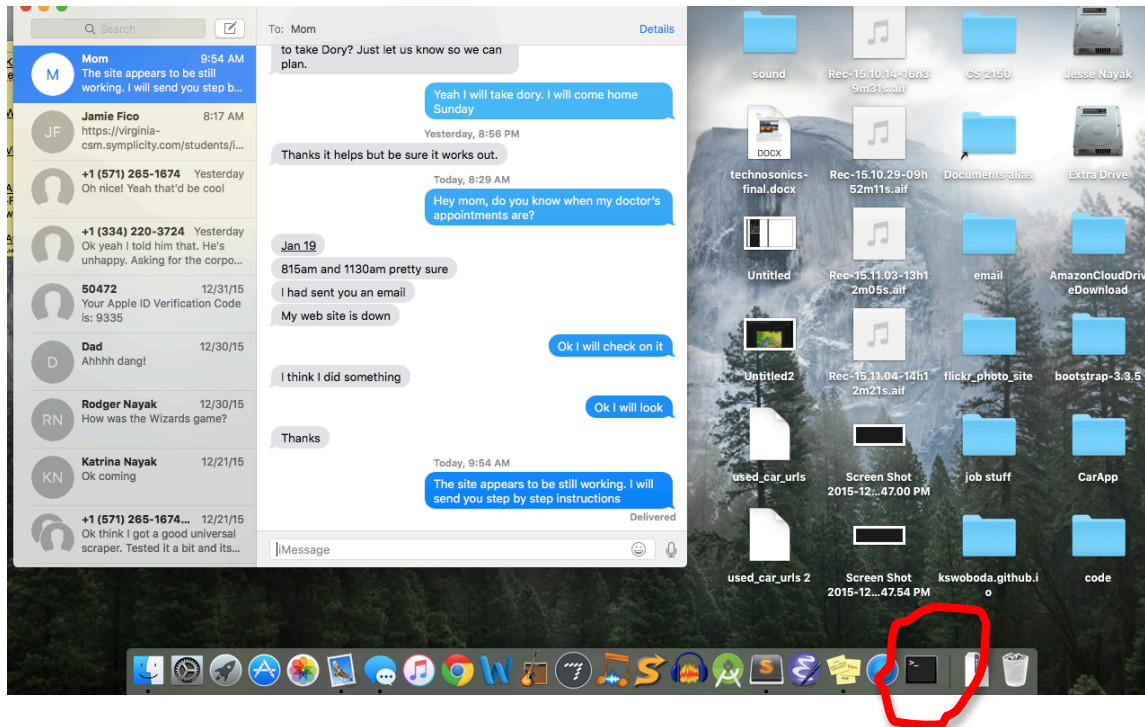 Search
To: Mom
Details
Mom 9:54 AM
The site appears to be still
working. I will send you step b...
Jamie Fico 8:17 AM
https://virginia-
csm.symplicity.com/students/i...
+1 (571) 265-1674 Yesterday
Oh nice! Yeah that'd be cool
+1 (334) 220-3724 Yesterday
Ok yeah I told him that. He's
unhappy. Asking for the corpo...
50472 12/31/15
Your Apple ID Verification Code
is: 9335
Dad 12/30/15
Ahhhh dang!
Rodger Nayak 12/30/15
How was the Wizards game?
Katrina Nayak 12/21/15
Ok coming
+1 (571) 265-1674... 12/21/15
Ok think I got a good universal
scraper. Tested it a bit and its...
M
JF
D
RN
KN
to take Dory? Just let us know so we can
plan.
Yeah I will take dory. I will come home
Sunday
Yesterday, 8:56 PM
Thanks it helps but be sure it works out.
Today, 8:29 AM
Hey mom, do you know when my doctor's
appointments are?
Jan 19
815am and 1130am pretty sure
I had sent you an email
My web site is down
Ok I will check on it
I think I did something
Ok I will look
Thanks
Today, 9:54 AM
The site appears to be still working. I will
send you step by step instructions
Delivered
iMessage
sound
Rec-15.10.14-16h3
9m31s.aif
CS 2150
Jesse Nayak
DOCX
technosonics-
final.docx
Rec-15.10.29-09h
52m11s.aif
Documents alias
Extra Drive
Untitled
Rec-15.11.03-13h1
2m05s.aif
email
AmazonCloudDriv
eDownload
Untitled2
Rec-15.11.04-14h1
2m21s.aif
flickr_photo_site
bootstrap-3.3.5
used_car_urls
Screen Shot
2015-12...47.00 PM
job stuff
CarApp
used_car_urls 2
Screen Shot
2015-12...47.54 PM
kswoboda.github.i
o
code